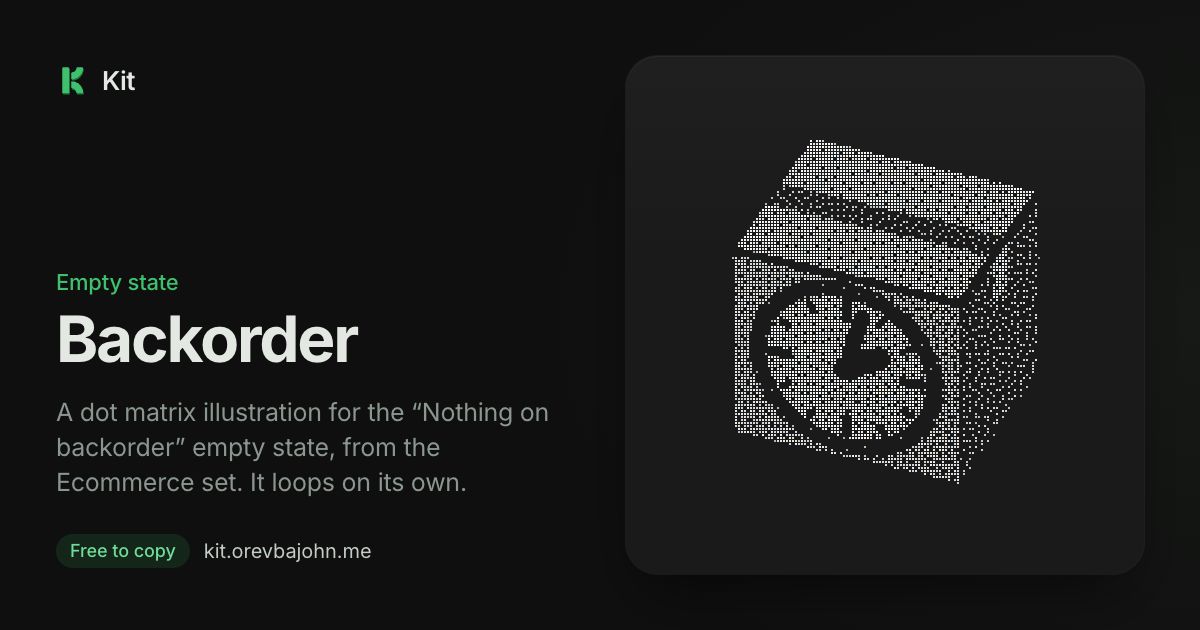 Kit
Empty state
Backorder
A dot matrix illustration for the “Nothing on
backorder” empty state, from the
Ecommerce set. It loops on its own.
Free to copy
kit.orevbajohn.me